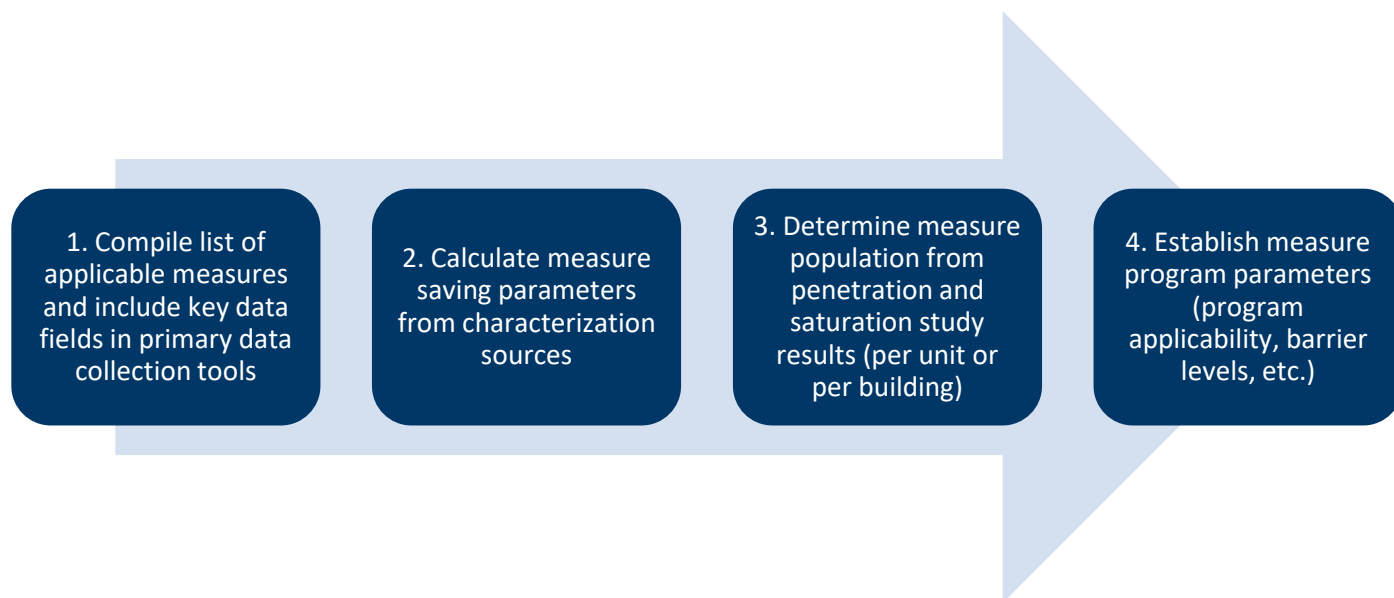 1. Compile list of
applicable measures
and include key data
fields in primary data
collection tools
2. Calculate measure
saving parameters
from characterization
sources
3. Determine measure
population from
penetration and
saturation study
results (per unit or
per building)
4. Establish measure
program parameters
(program
applicability, barrier
levels, etc.)